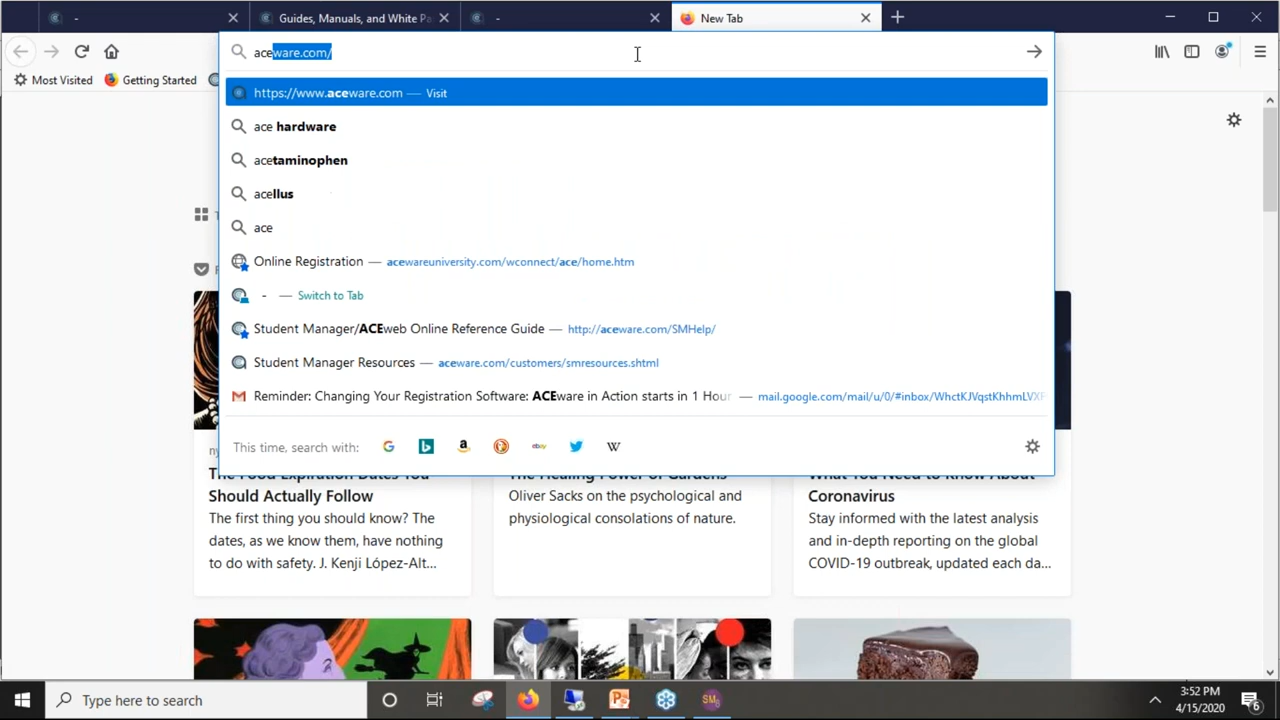 -
Guides, Manuals, and White Pa
-
New Tab
aceware.com/
Most Visited
Getting Started
https://www.aceware.com — Visit
ace hardware
acetaminophen
acellus
ace
Online Registration — acewareuniversity.com/wconnect/ace/home.htm
- — Switch to Tab
Student Manager/ACEweb Online Reference Guide — http://aceware.com/SMHelp/
Student Manager Resources — aceware.com/customers/smresources.shtml
Reminder: Changing Your Registration Software: ACEware in Action starts in 1 Hour — mail.google.com/mail/u/0/#inbox/WhctKJVqstKhhmLVXF
This time, search with:
The Food Expiration Dates You
Should Actually Follow
The first thing you should know? The
dates, as we know them, have nothing
to do with safety. J. Kenji López-Alt...
The Healing Power of Gardens
Oliver Sacks on the psychological and
physiological consolations of nature.
What You Need to Know About
Coronavirus
Stay informed with the latest analysis
and in-depth reporting on the global
COVID-19 outbreak, updated each da...
Type here to search
3:52 PM
4/15/2020
6